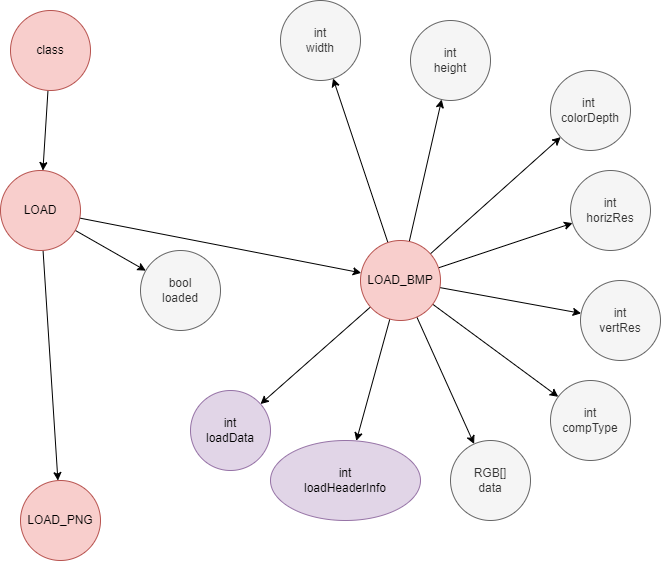 class
int
width
int
height
int
colorDepth
LOAD
int
horizRes
bool
loaded
LOAD_BMP
int
vertRes
int
loadData
int
compType
int
loadHeaderInfo
RGB[]
data
LOAD_PNG